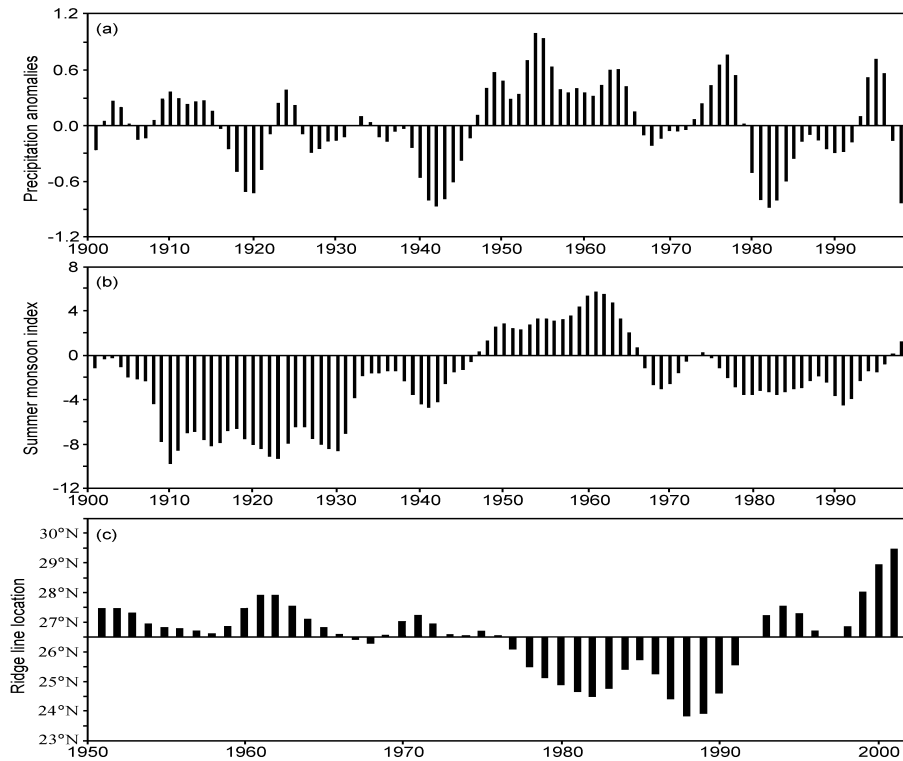 (a)
Precipitation anomalies
1.2
0.6
0.0
-0.6
-1.2
1900 1910 1920 1930 1940 1950 1960 1970 1980 1990
(b)
Summer monsoon index
8
4
0
-4
-8
-12
1900 1910 1920 1930 1940 1950 1960 1970 1980 1990
(c)
Ridge line location
30°N
29°N
28°N
27°N
26°N
25°N
24°N
23°N
1950 1960 1970 1980 1990 2000